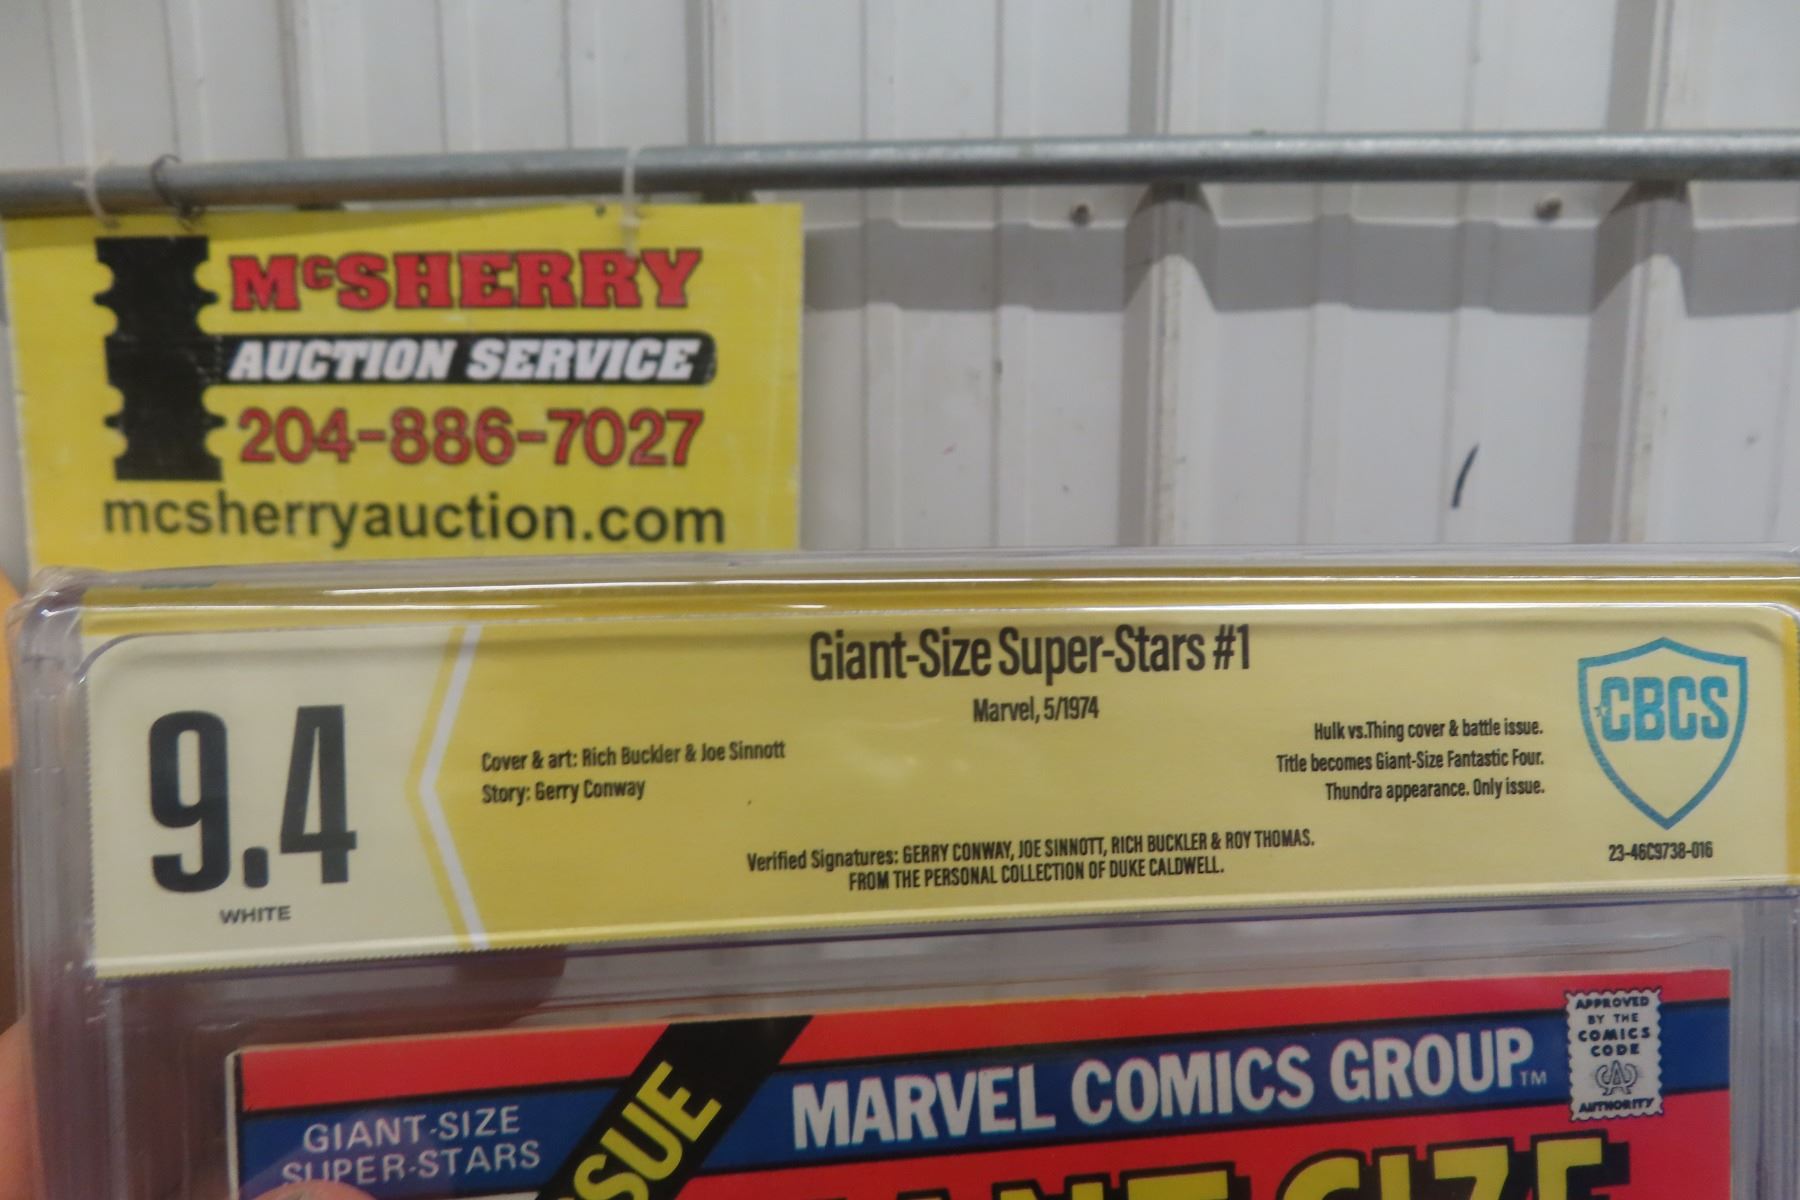 McSHERRY
AUCTION SERVICE
204-886-7027
mcsherryauction.com
Giant-Size Super-Stars #1
Marvel, 5/1974
9.4
WHITE
Cover & art: Rich Buckler & Joe Sinnott
Story: Gerry Conway
Hulk vs.Thing cover & battle issue.
Title becomes Giant-Size Fantastic Four.
Thundra appearance. Only issue.
Verified Signatures: GERRY CONWAY, JOE SINNOTT, RICH BUCKLER & ROY THOMAS.
FROM THE PERSONAL COLLECTION OF DUKE CALDWELL.
CBCS
23-46C9738-016
GIANT-SIZE
SUPER-STARS
SSUE
MARVEL COMICS GROUP TM
APPROVED
BY THE
COMICS
CODE
AUTHORITY
ANT-SIZE